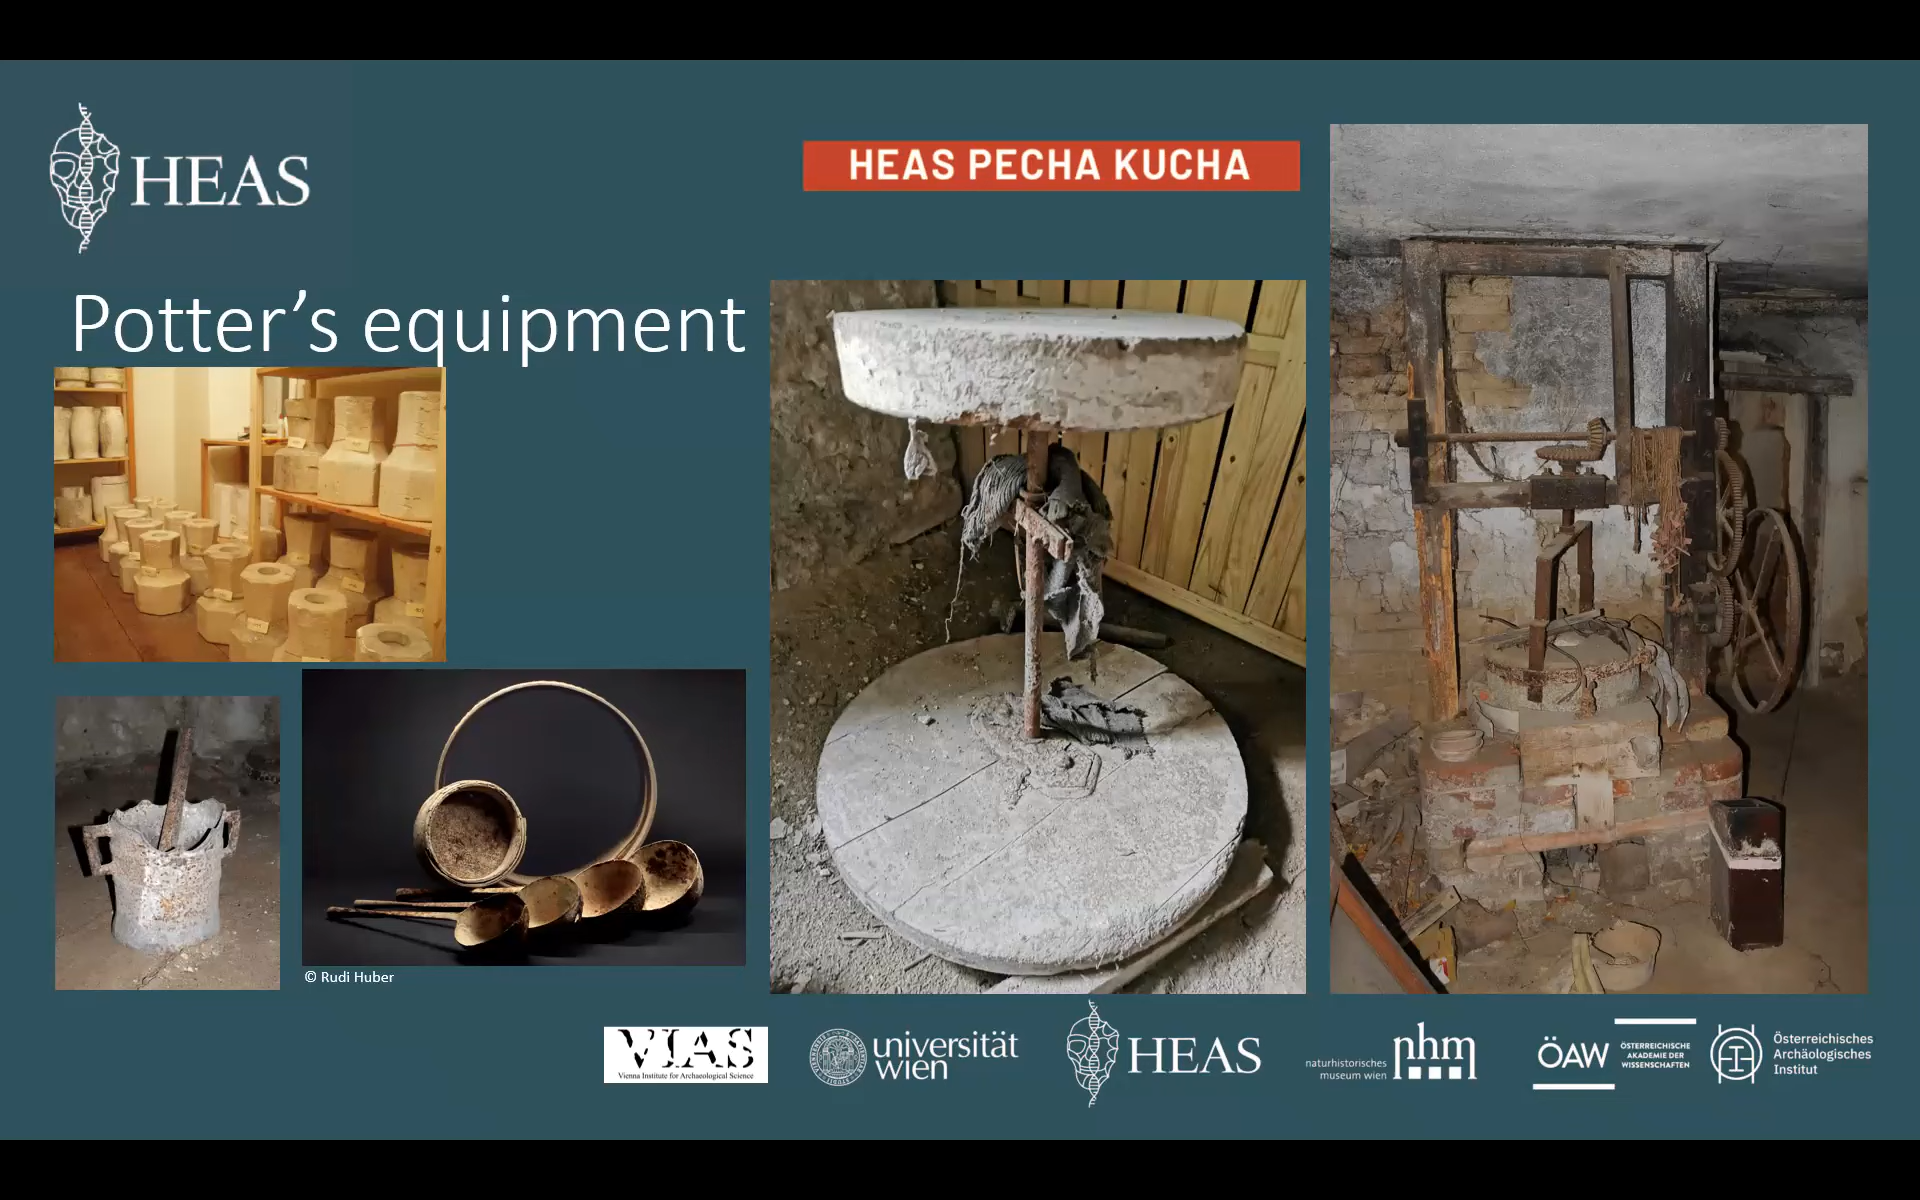 HEAS
HEAS PECHA KUCHA
Potter’s equipment
© Rudi Huber
VIAS
Vienna Institute for Archaeological Science
universität
wien
HEAS
naturhistorisches
museum wien
nhm
ÖAW
ÖSTERREICHISCHE
AKADEMIE DER
WISSENSCHAFTEN
Österreichisches
Archäologisches
Institut